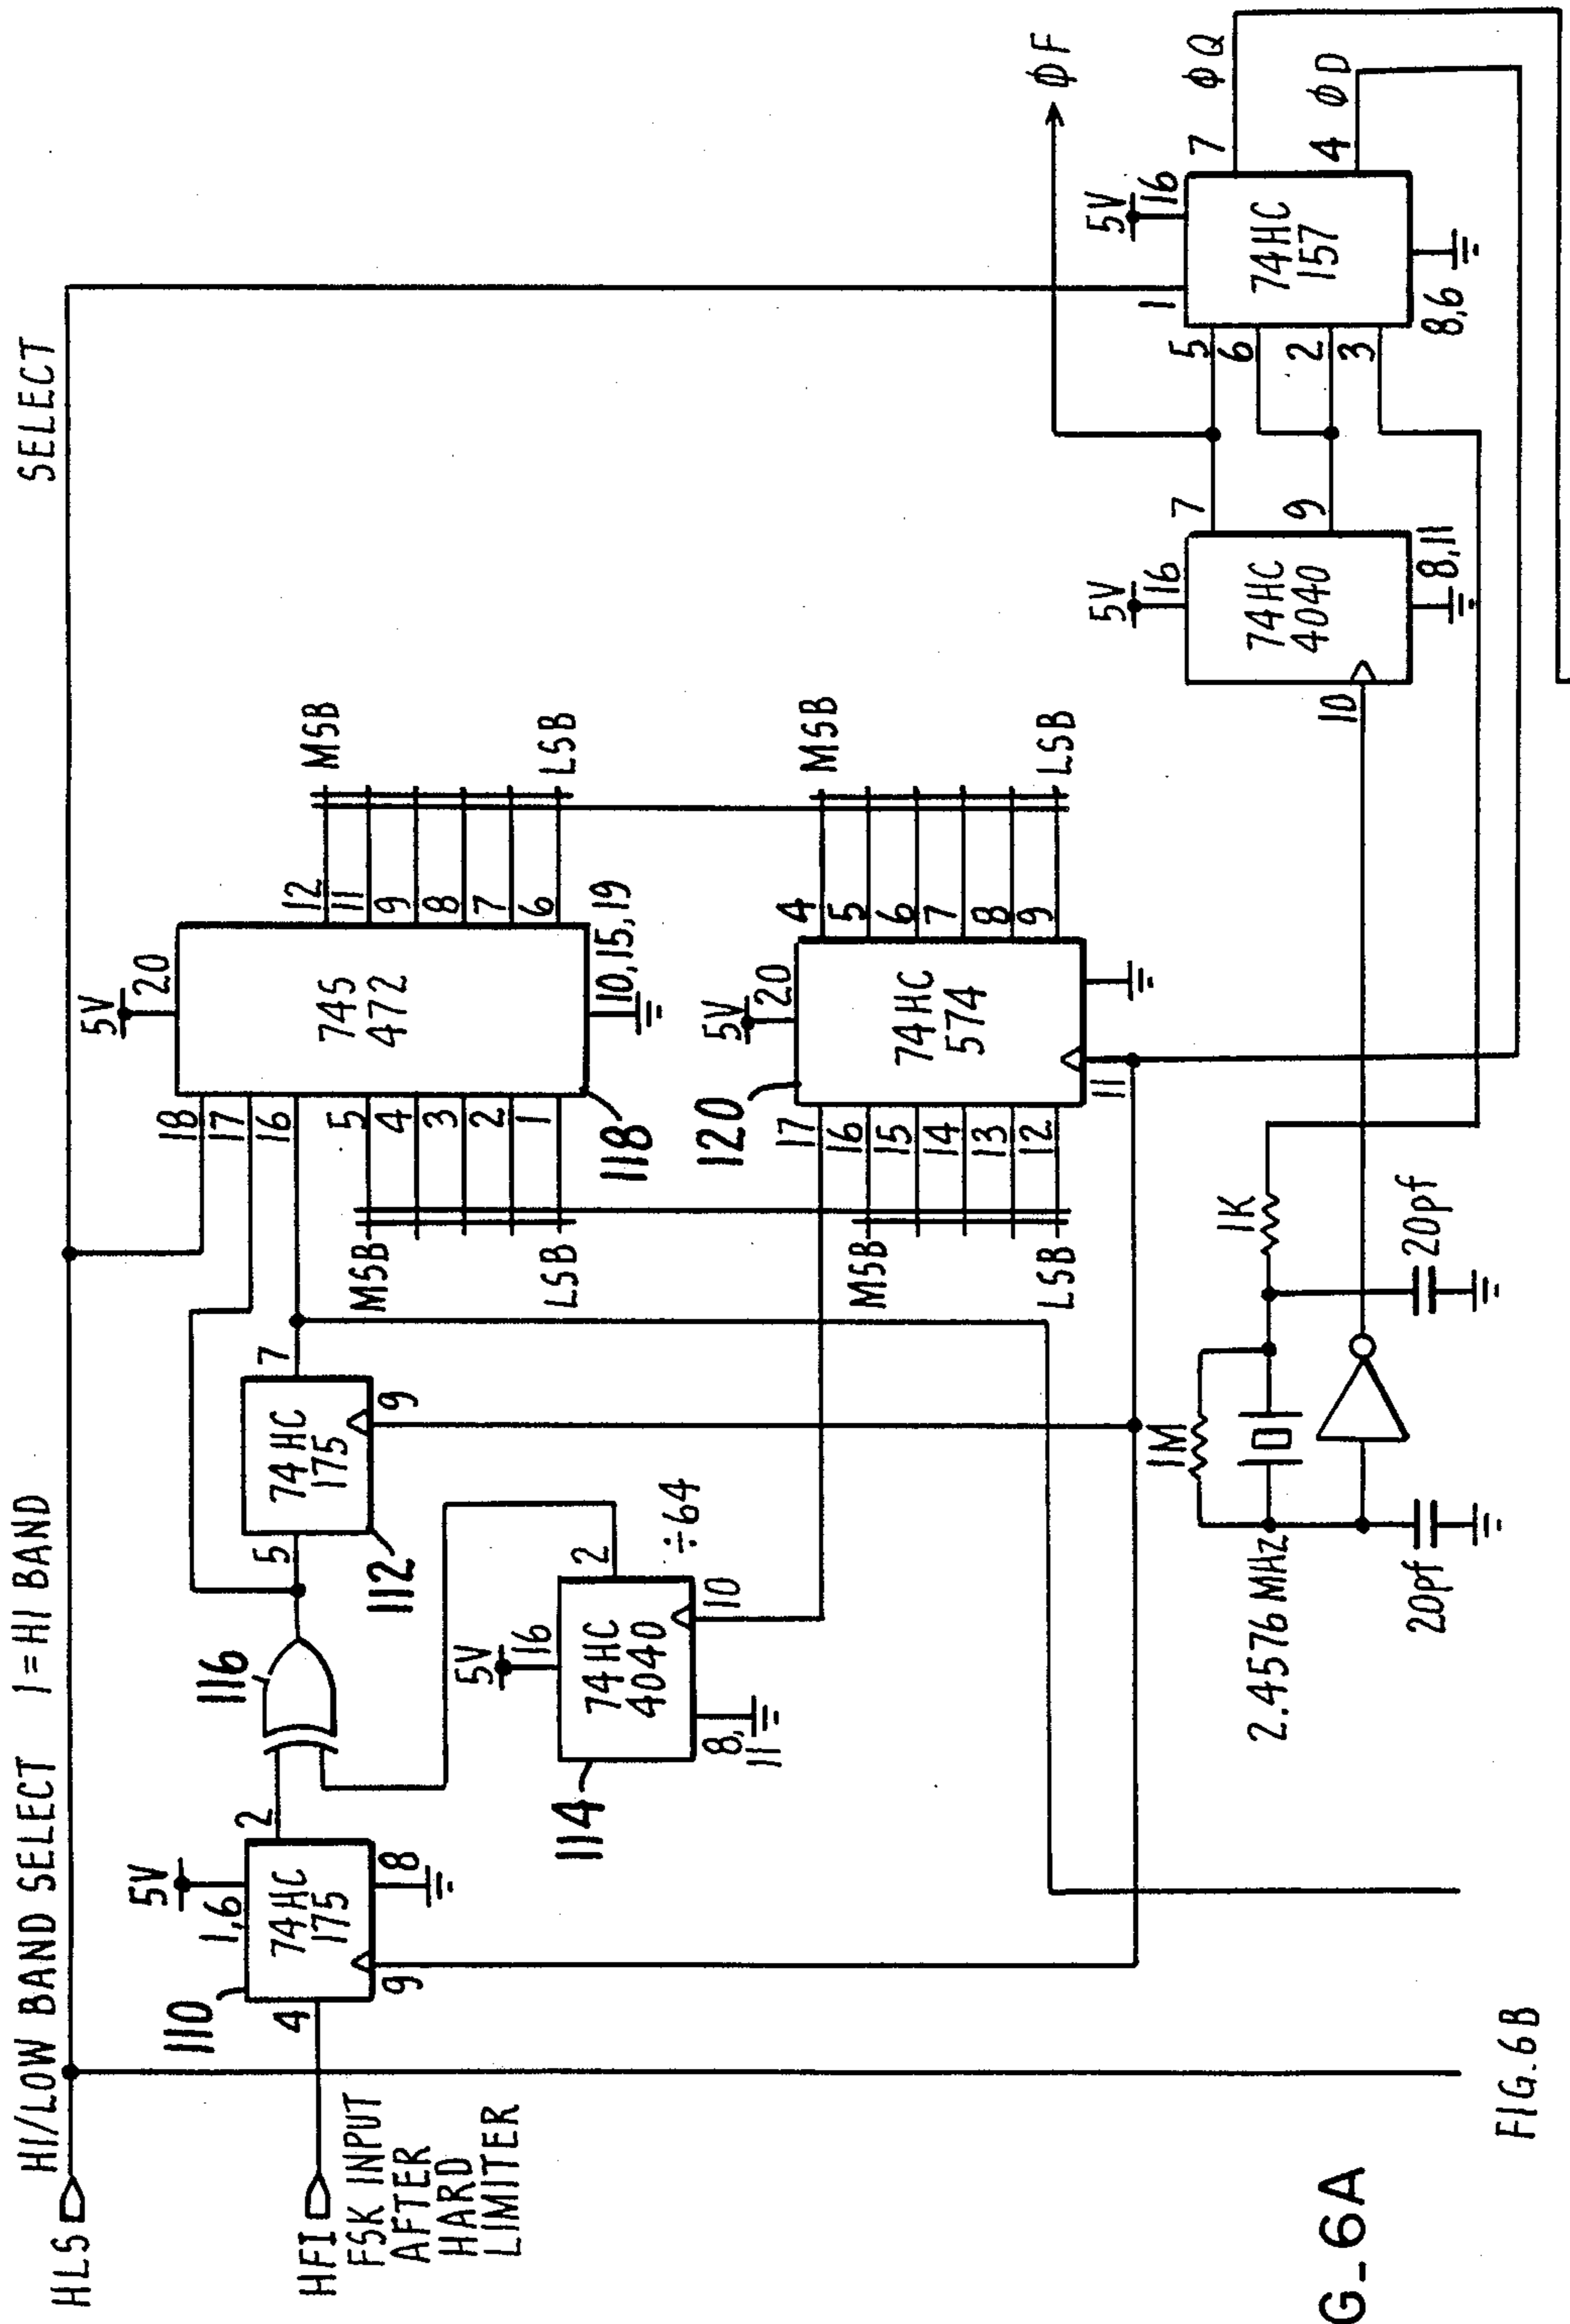 HLS
HI/LOW BAND SELECT 1=HI BAND
SELECT
HFI
FSK INPUT
AFTER
HARD
LIMITER
110
4
5V
1,6
74HC
175
9
8
2
116
5
112
74HC
175
9
7
114
5V
16
74HC
4040
8,
11
10
2
÷64
18
17
16
5
4
3
2
1
MSB
LSB
118
5V
20
74S
472
10,15,19
12
11
9
8
7
6
MSB
LSB
120
17
16
15
14
13
12
MSB
LSB
5V
20
74HC
574
11
4
5
6
7
8
9
MSB
LSB
2.4576 MHz
1M
20pf
20pf
1K
10
5V
16
74HC
4040
8,11
7
9
5
6
2
3
1
5V
16
74HC
157
8,6
7
ΦQ
4
ΦD
ΦF
G_6A
FIG.6B